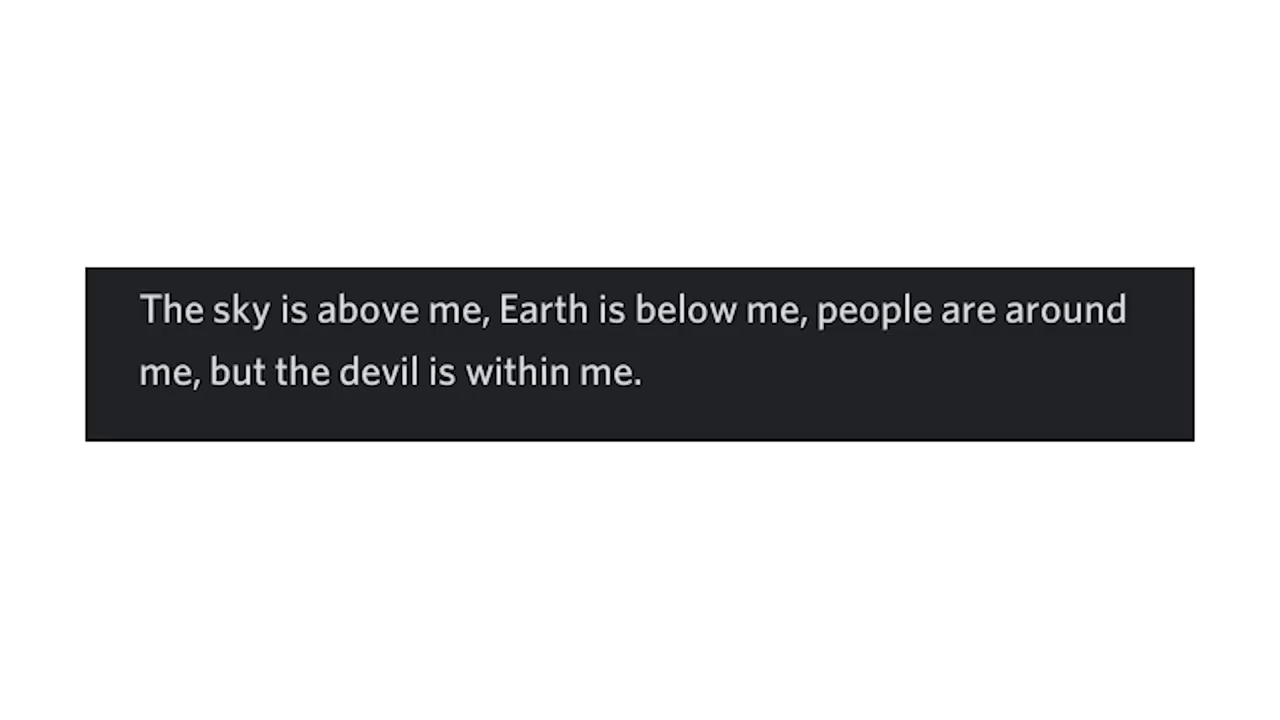 The sky is above me, Earth is below me, people are around
me, but the devil is within me.